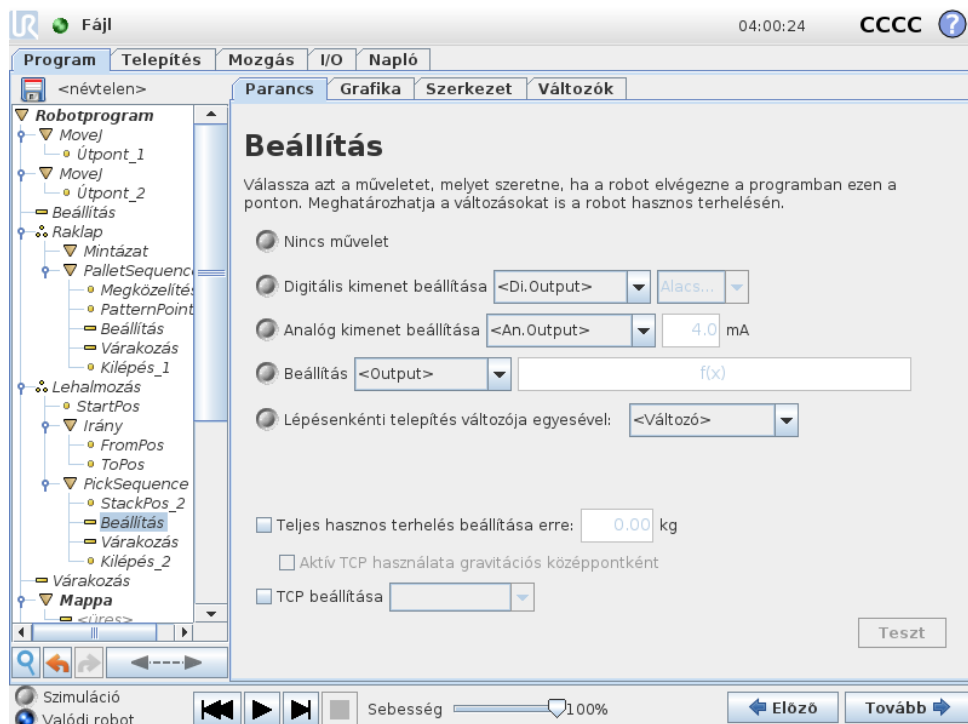 UR Fájl 04:00:24 CCCC ?
Program Telepítés Mozgás I/O Napló
<névtelen> Parancs Grafika Szerkezet Változók
Robotprogram
MoveJ
Útpont_1
MoveJ
Útpont_2
Beállítás
Raklap
Mintázat
PalletSequence
Megközelítés
PatternPoint
Beállítás
Várakozás
Kilépés_1
Lehalmozás
StartPos
Irány
FromPos
ToPos
PickSequence
StackPos_2
Beállítás
Várakozás
Kilépés_2
Várakozás
Mappa
<üres>
Beállítás
Válassza azt a műveletet, melyet szeretne, ha a robot elvégezne a programban ezen a
ponton. Meghatározhatja a változásokat is a robot hasznos terhelésén.
Nincs művelet
Digitális kimenet beállítása <Di.Output> Alacs...
Analóg kimenet beállítása <An.Output> 4.0 mA
Beállítás <Output> f(x)
Lépésenkénti telepítés változója egyesével: <Változó>
Teljes hasznos terhelés beállítása erre: 0.00 kg
Aktív TCP használata gravitációs középpontként
TCP beállítása
Teszt
Szimuláció
Valódi robot
Sebesség 100%
Előző Tovább